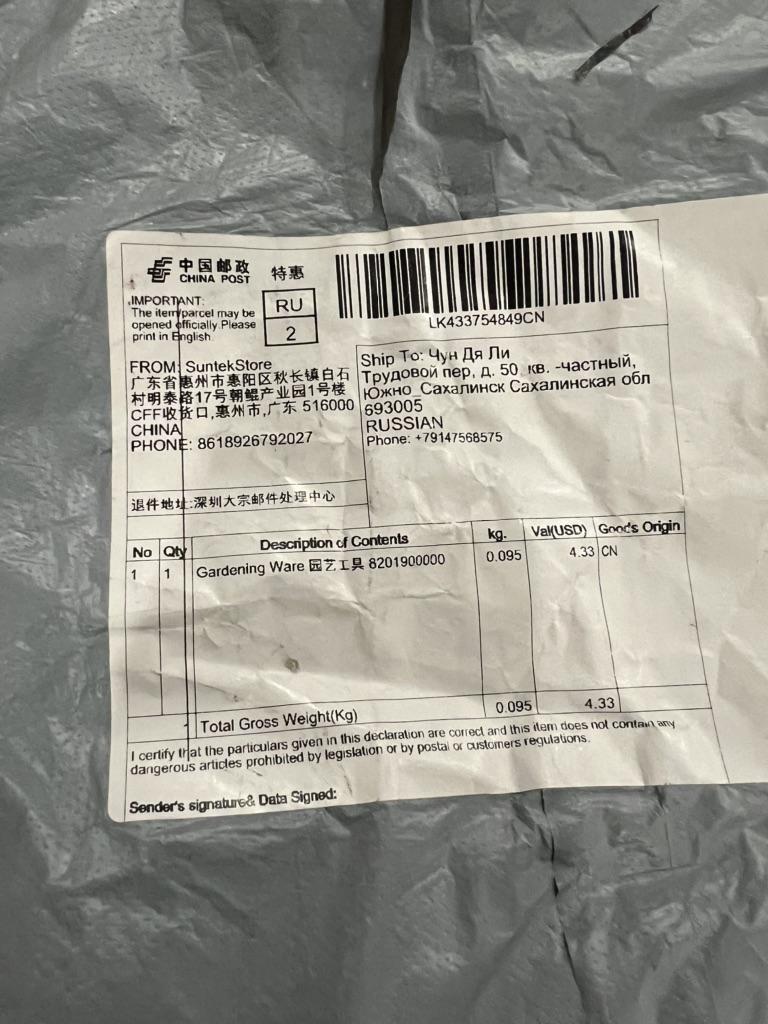 中国邮政 特惠
CHINA POST
IMPORTANT:
The item/parcel may be
opened officially.Please
print in English
RU
2
LK433754849CN
FROM: SuntekStore
广东省惠州市惠阳区秋长镇白石
村明泰路17号朝鲲产业园1号楼
CFF收货口,惠州市,广东 516000
CHINA
PHONE: 8618926792027
Ship To: Чун Дя Ли
Трудовой пер, д. 50, кв. -частный,
Южно_Сахалинск Сахалинская обл
693005
RUSSIAN
Phone: +79147568575
退件地址:深圳大宗邮件处理中心
No Qty Description of Contents kg. Val(USD) Goods Origin
1 1 Gardening Ware 园艺工具 8201900000 0.095 4.33 CN
Total Gross Weight(Kg) 0.095 4.33
I certify that the particulars given in this declaration are correct and this item does not contain any
dangerous articles prohibited by legislation or by postal or customers regulations.
Sender's signature& Data Signed: